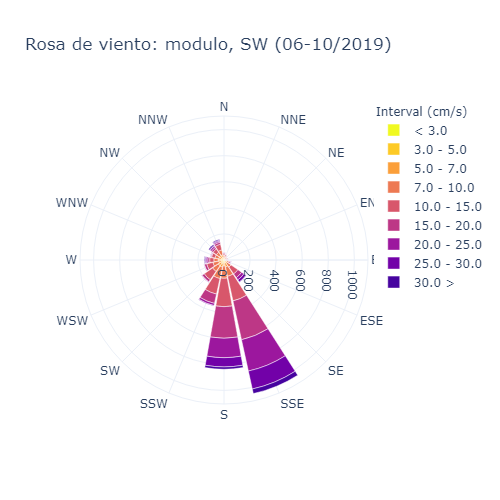 Rosa de viento: modulo, SW (06-10/2019)
Interval (cm/s)
< 3.0
3.0 - 5.0
5.0 - 7.0
7.0 - 10.0
10.0 - 15.0
15.0 - 20.0
20.0 - 25.0
25.0 - 30.0
30.0 >
N
NNE
NE
ESE
SE
SSE
S
SSW
SW
WSW
W
WNW
NW
NNW
0
200
400
600
800
1000